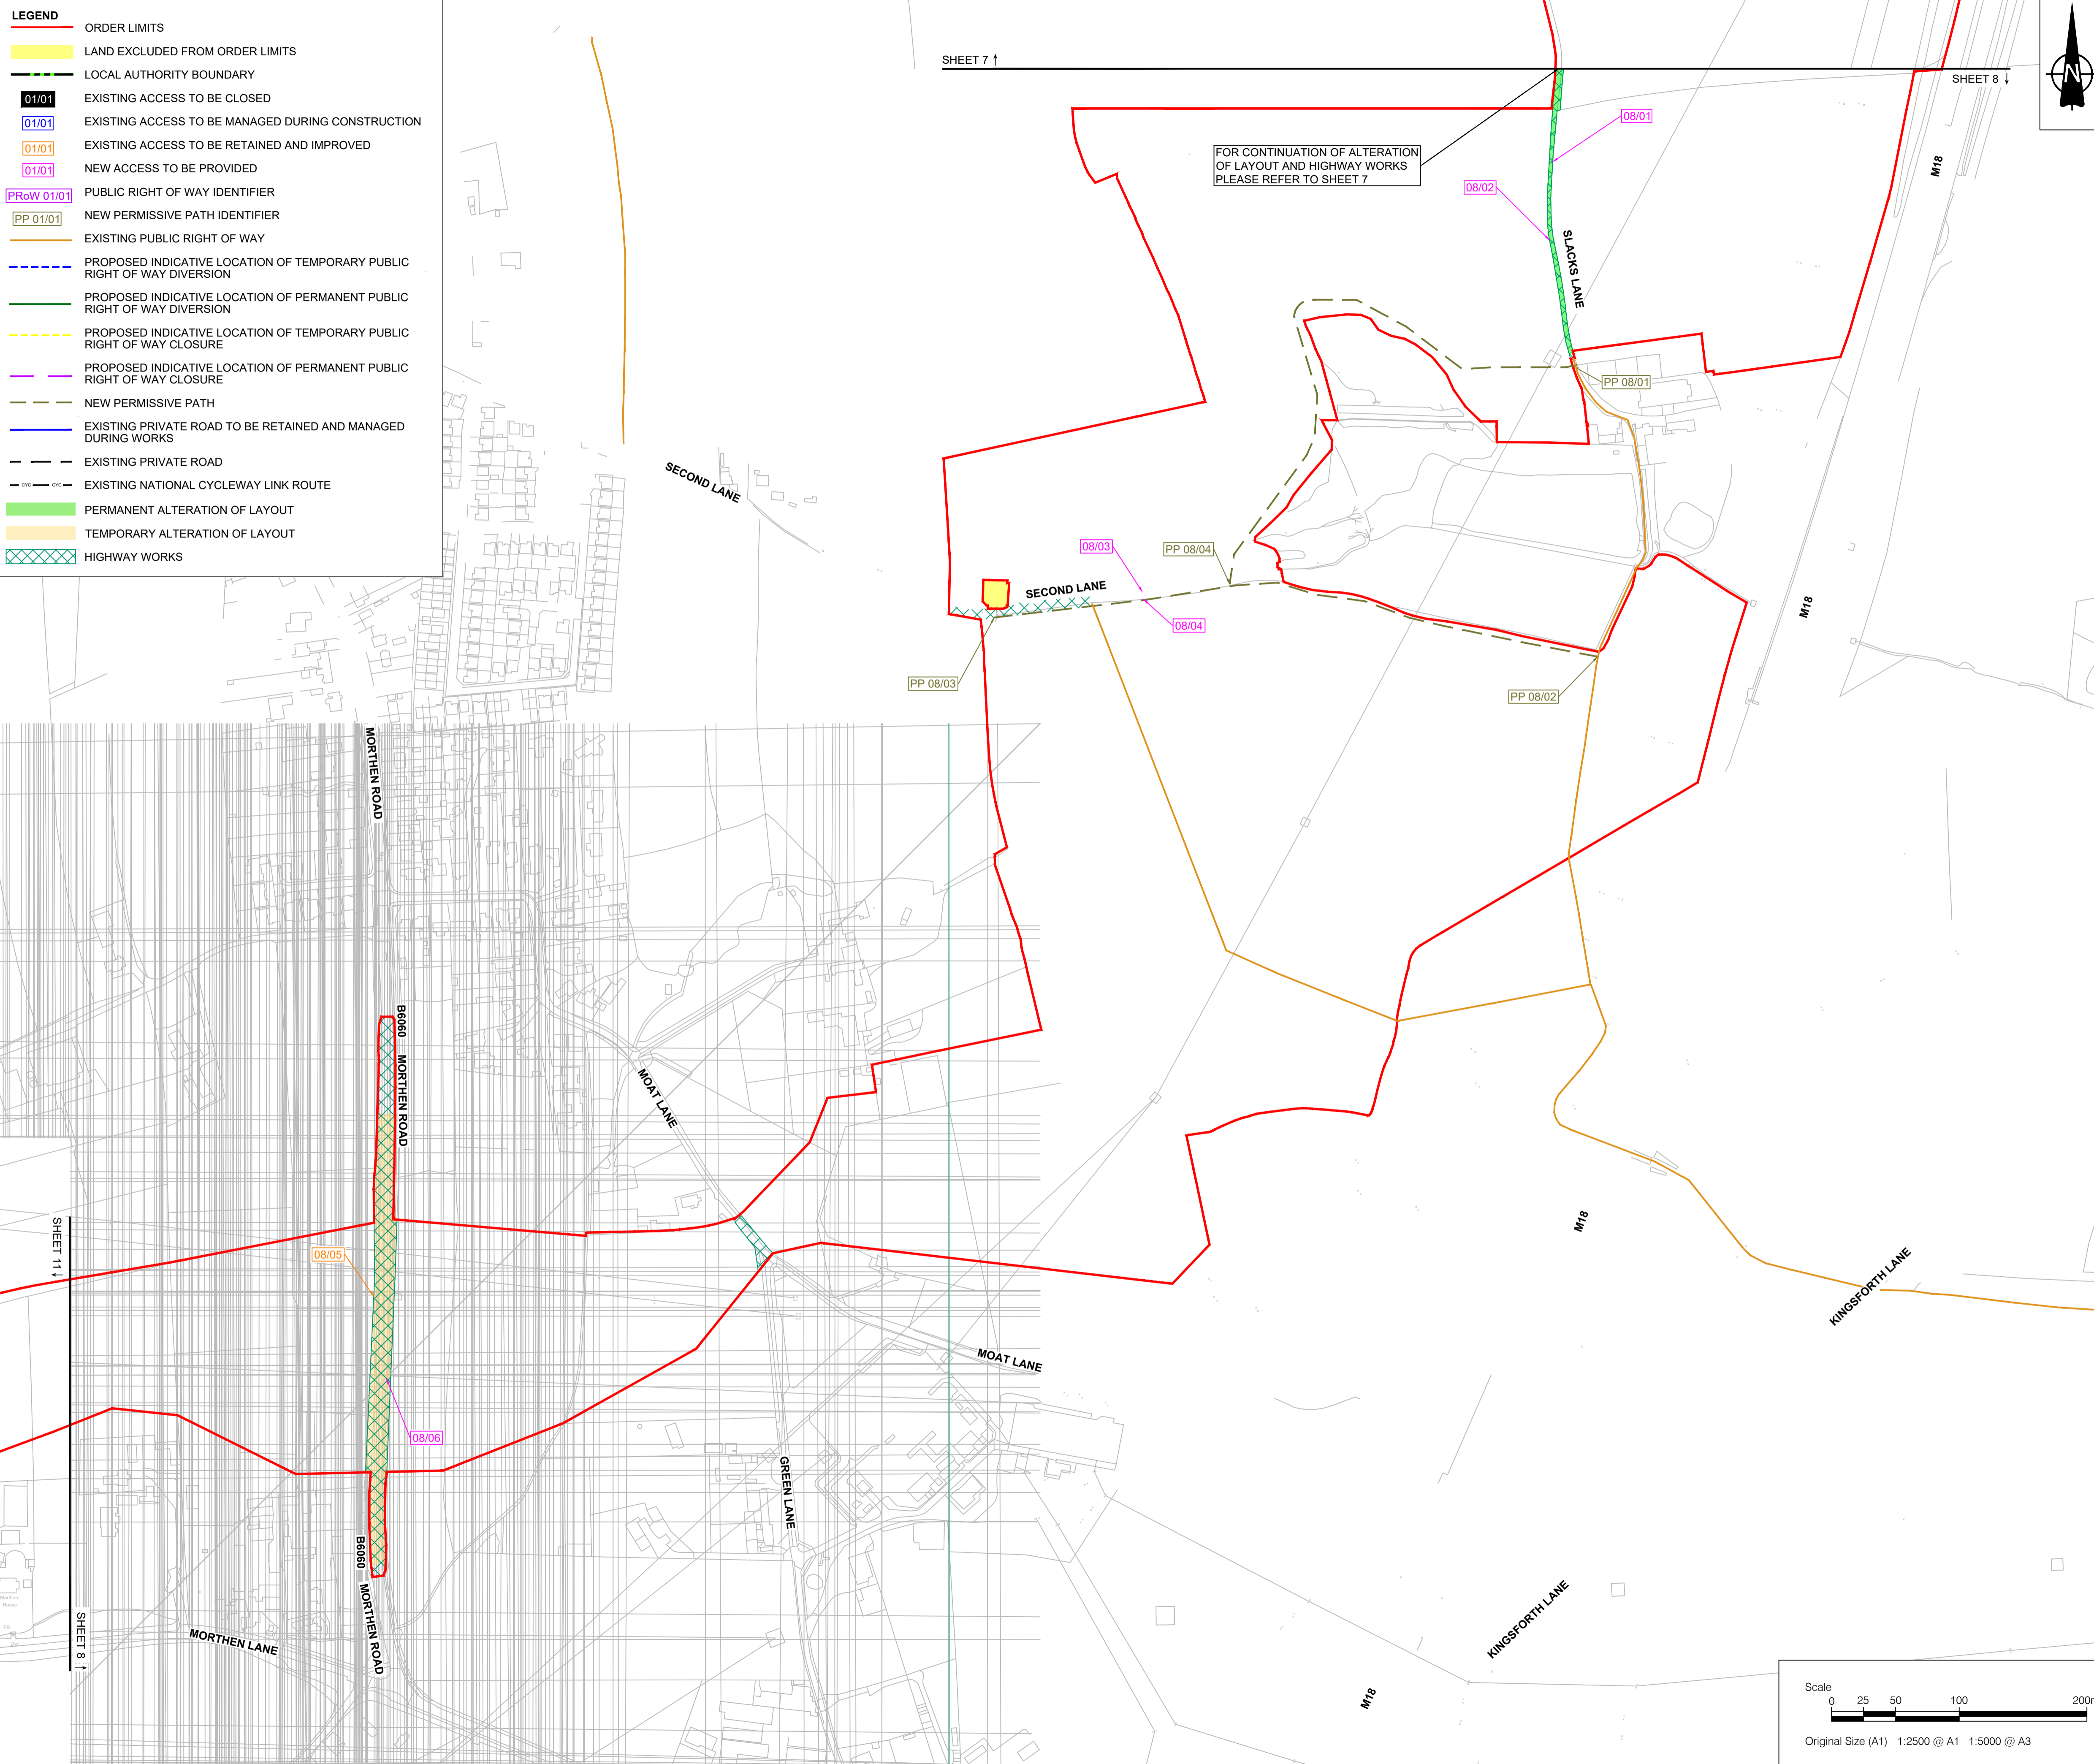 LEGEND
ORDER LIMITS
LAND EXCLUDED FROM ORDER LIMITS
LOCAL AUTHORITY BOUNDARY
01/01 EXISTING ACCESS TO BE CLOSED
01/01 EXISTING ACCESS TO BE MANAGED DURING CONSTRUCTION
01/01 EXISTING ACCESS TO BE RETAINED AND IMPROVED
01/01 NEW ACCESS TO BE PROVIDED
PRoW 01/01 PUBLIC RIGHT OF WAY IDENTIFIER
PP 01/01 NEW PERMISSIVE PATH IDENTIFIER
EXISTING PUBLIC RIGHT OF WAY
PROPOSED INDICATIVE LOCATION OF TEMPORARY PUBLIC
RIGHT OF WAY DIVERSION
PROPOSED INDICATIVE LOCATION OF PERMANENT PUBLIC
RIGHT OF WAY DIVERSION
PROPOSED INDICATIVE LOCATION OF TEMPORARY PUBLIC
RIGHT OF WAY CLOSURE
PROPOSED INDICATIVE LOCATION OF PERMANENT PUBLIC
RIGHT OF WAY CLOSURE
NEW PERMISSIVE PATH
EXISTING PRIVATE ROAD TO BE RETAINED AND MANAGED
DURING WORKS
EXISTING PRIVATE ROAD
CYC CYC EXISTING NATIONAL CYCLEWAY LINK ROUTE
PERMANENT ALTERATION OF LAYOUT
TEMPORARY ALTERATION OF LAYOUT
HIGHWAY WORKS
SHEET 7 ↑
SHEET 8 ↓
N
08/01
FOR CONTINUATION OF ALTERATION
OF LAYOUT AND HIGHWAY WORKS
PLEASE REFER TO SHEET 7
M18
08/02
SLACKS LANE
PP 08/01
SECOND LANE
08/03
PP 08/04
SECOND LANE
M18
08/04
PP 08/03
PP 08/02
MORTHEN ROAD
B6060 MORTHEN ROAD
MOAT LANE
SHEET 11 ↓
M18
08/05
KINGSFORTH LANE
MOAT LANE
08/06
GREEN LANE
B6060 MORTHEN ROAD
Morthen
House
FB
SHEET 8 ↑
MORTHEN LANE
KINGSFORTH LANE
M18
Scale
0 25 50 100 200m
Original Size (A1) 1:2500 @ A1 1:5000 @ A3